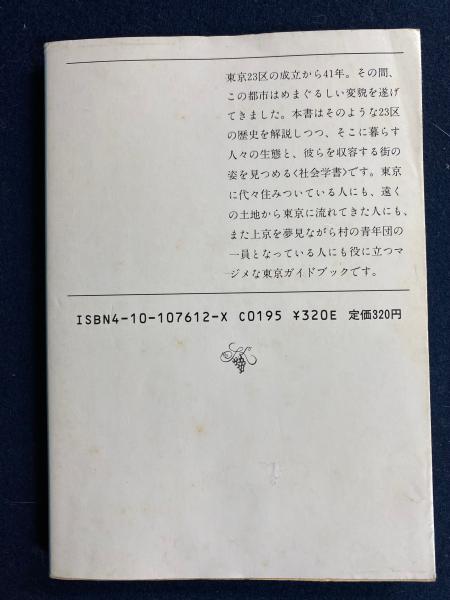 東京23区の成立から41年。その間、
この都市はめまぐるしい変貌を遂げ
てきました。本書はそのような23区
の歴史を解説しつつ、そこに暮らす
人々の生態と、彼らを収容する街の
姿を見つめる〈社会学書〉です。東京
に代々住みついている人にも、遠く
の土地から東京に流れてきた人にも、
また上京を夢見ながら村の青年団の
一員となっている人にも役に立つマ
ジメな東京ガイドブックです。
ISBN4-10-107612-X C0195 ¥320E 定価320円